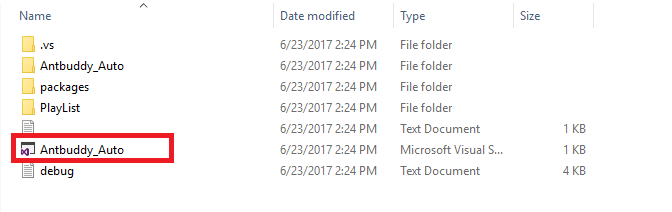 Name Date modified Type Size
.vs 6/23/2017 2:24 PM File folder
Antbuddy_Auto 6/23/2017 2:24 PM File folder
packages 6/23/2017 2:24 PM File folder
PlayList 6/23/2017 2:24 PM File folder
6/23/2017 2:24 PM Text Document 1 KB
Antbuddy_Auto 6/23/2017 2:24 PM Microsoft Visual S... 1 KB
debug 6/23/2017 2:24 PM Text Document 4 KB